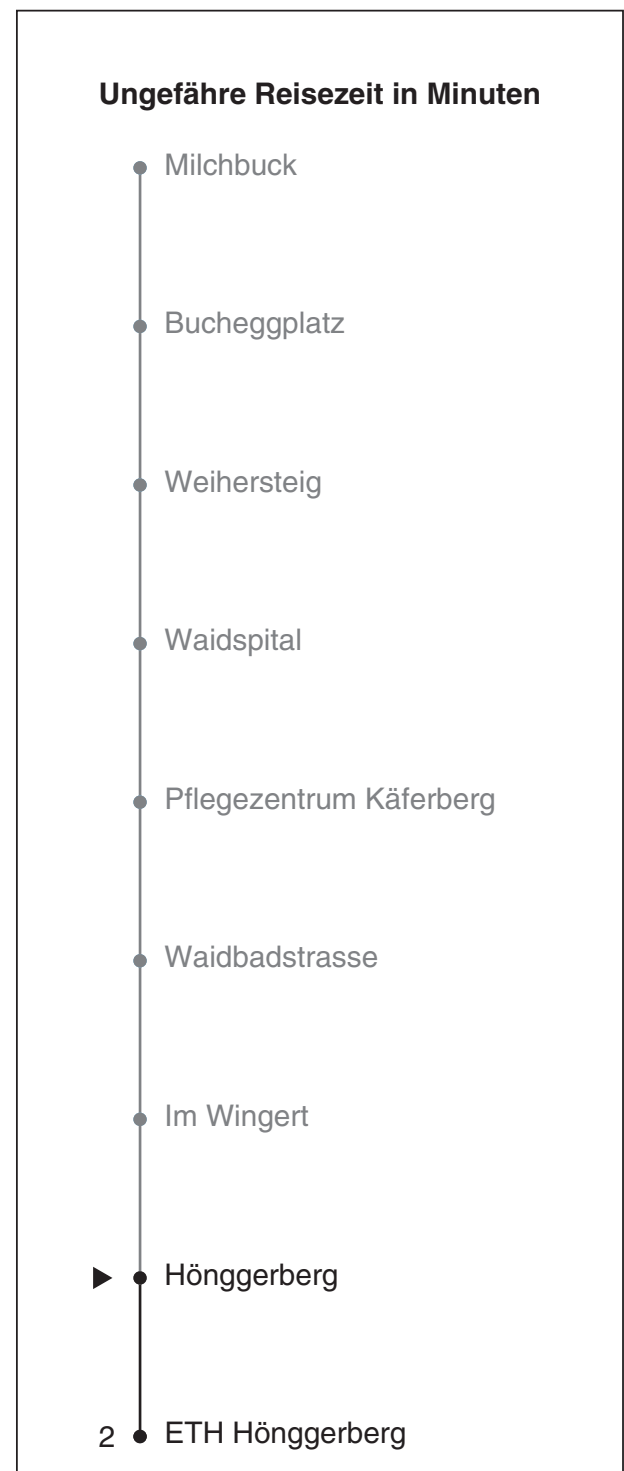 Ungefähre Reisezeit in Minuten
Milchbuck
Bucheggplatz
Weihersteig
Waidspital
Pflegezentrum Käferberg
Waidbadstrasse
Im Wingert
Hönggerberg
2 ETH Hönggerberg